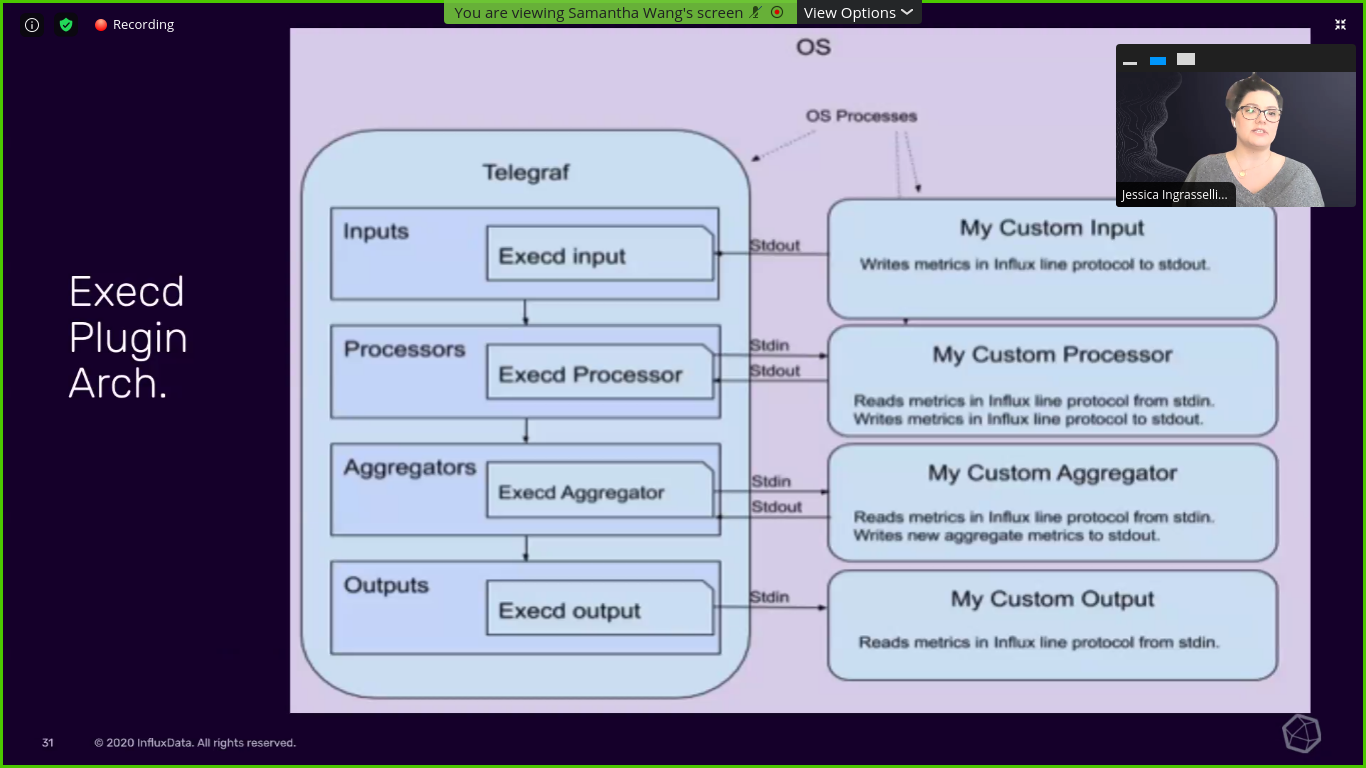 You are viewing Samantha Wang's screen
View Options
Recording
OS
OS Processes
Jessica Ingrasselli...
Execd
Plugin
Arch.
Telegraf
Inputs
Execd input
Stdout
My Custom Input
Writes metrics in Influx line protocol to stdout.
Processors
Execd Processor
Stdin
Stdout
My Custom Processor
Reads metrics in Influx line protocol from stdin.
Writes metrics in Influx line protocol to stdout.
Aggregators
Execd Aggregator
Stdin
Stdout
My Custom Aggregator
Reads metrics in Influx line protocol from stdin.
Writes new aggregate metrics to stdout.
Outputs
Execd output
Stdin
My Custom Output
Reads metrics in Influx line protocol from stdin.
31
© 2020 InfluxData. All rights reserved.